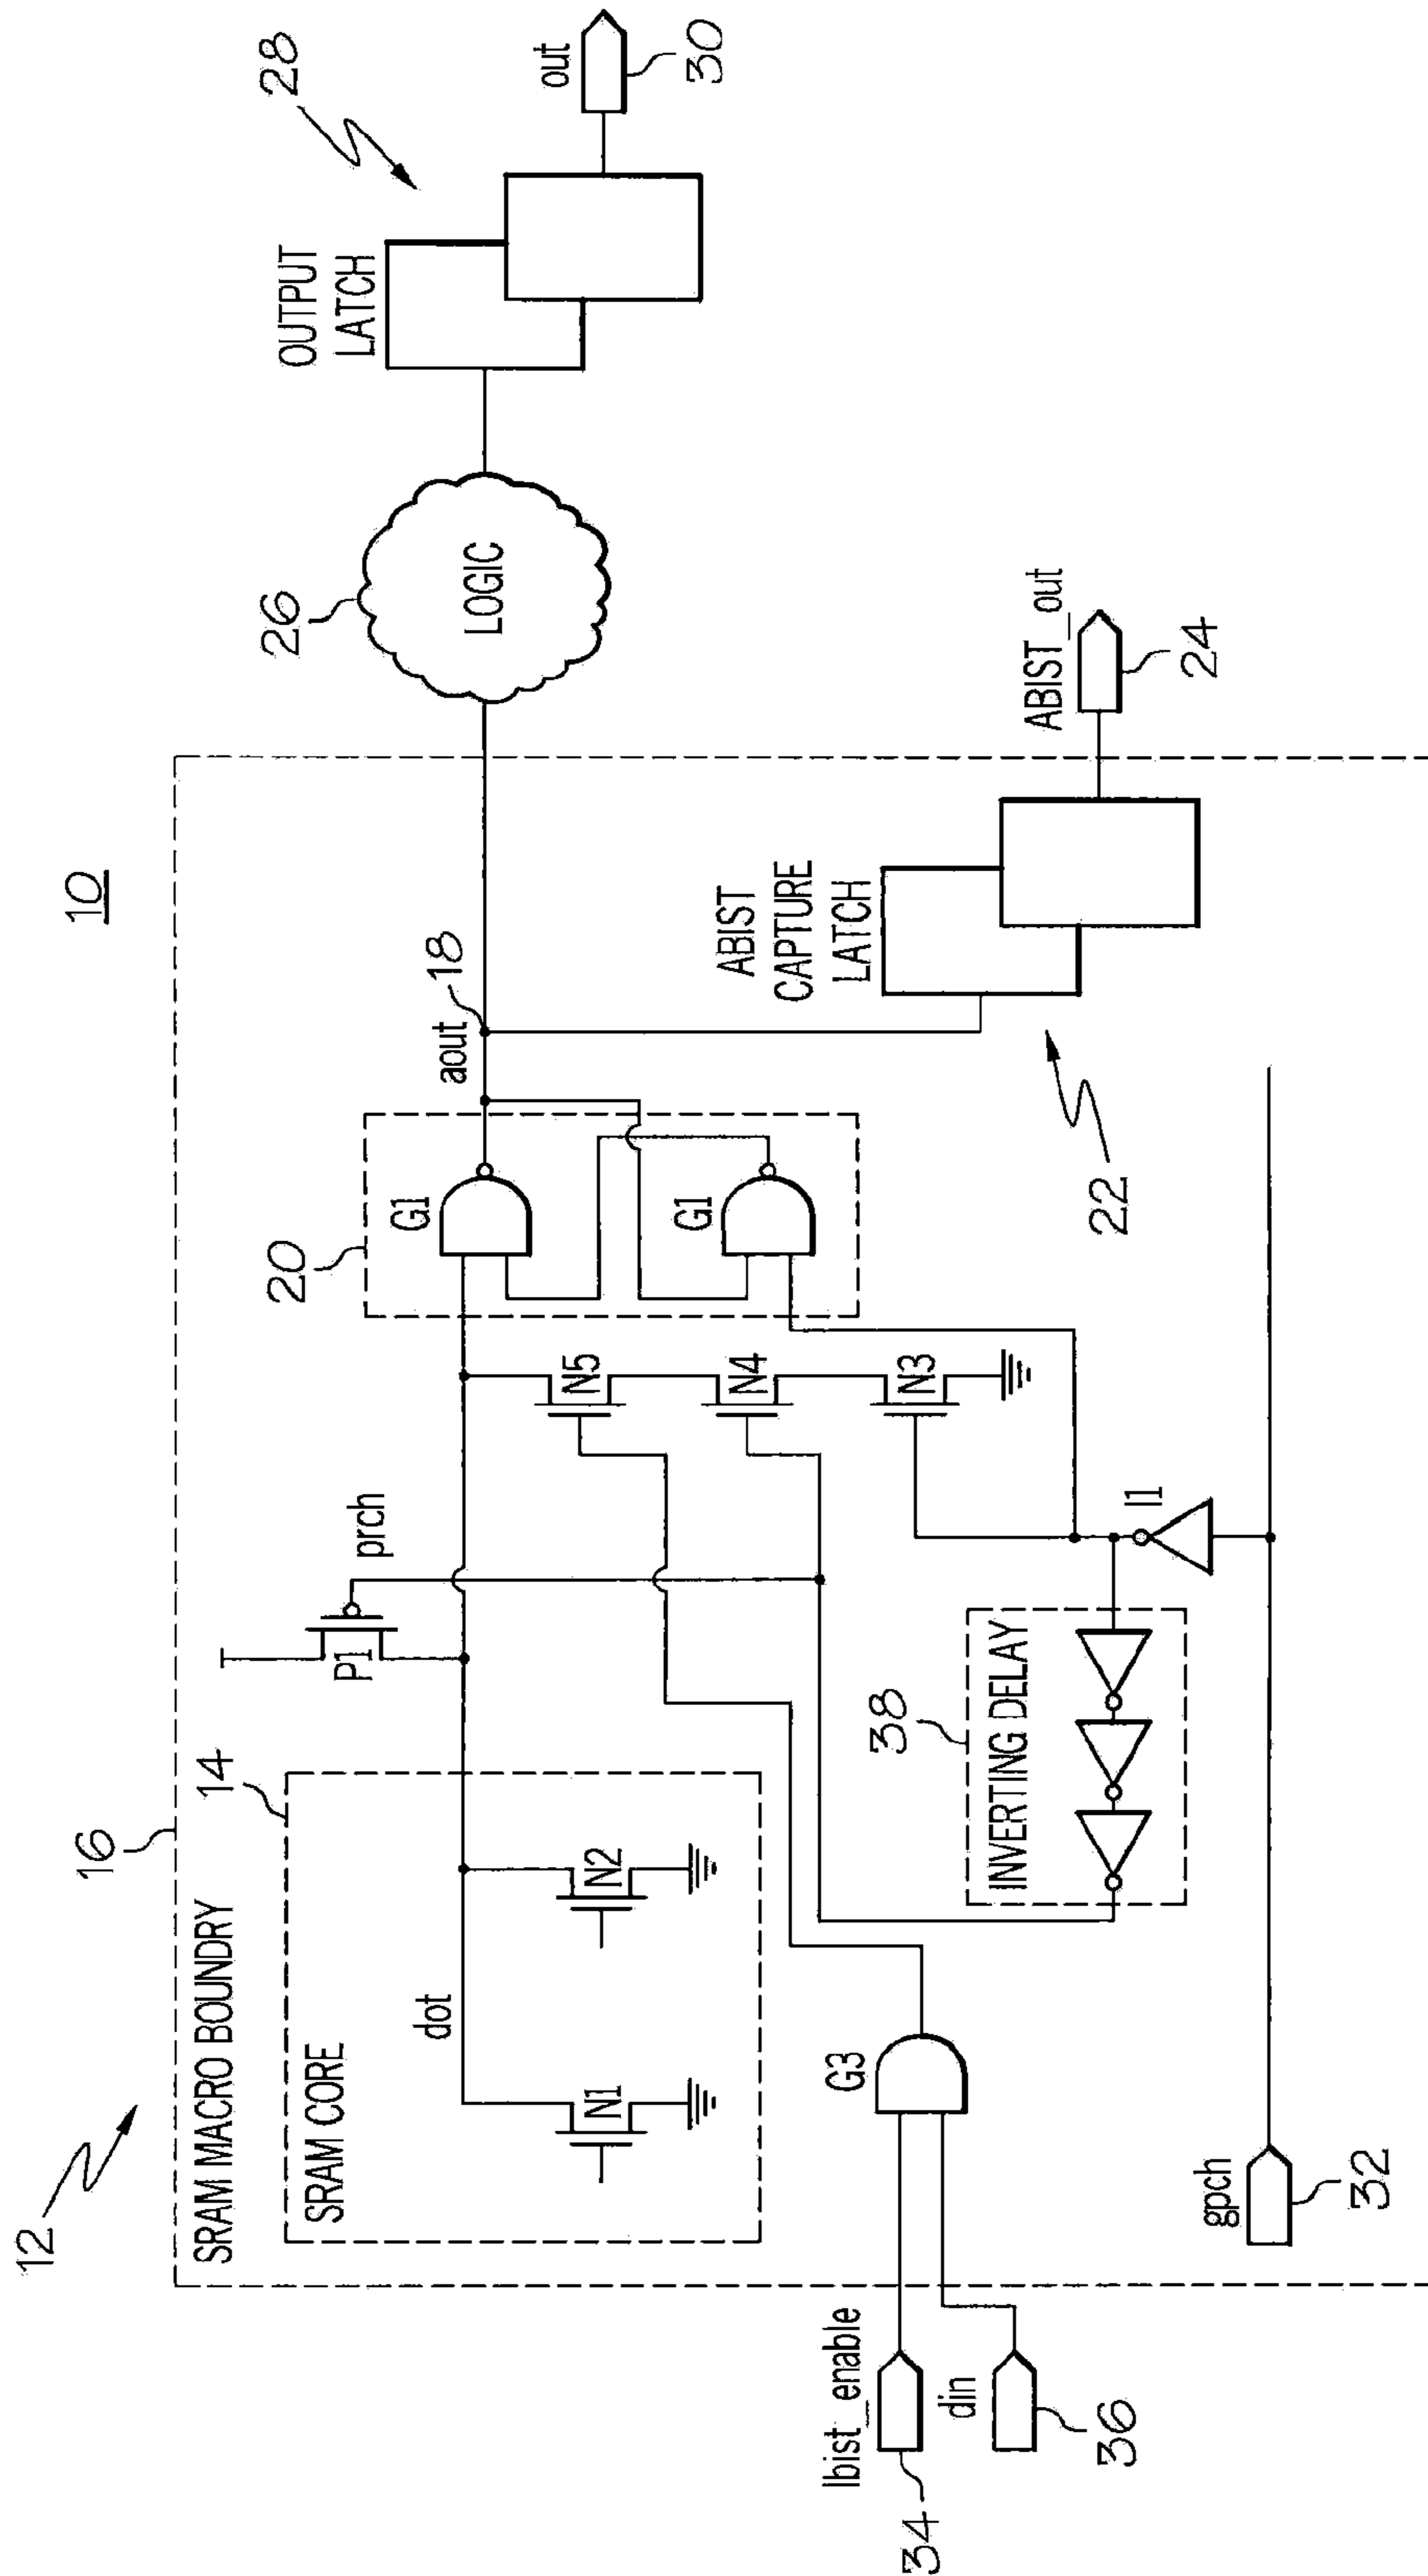 10
12
16
SRAM MACRO BOUNDRY
14
SRAM CORE
dot
N1
N2
P1
prch
20
G1
G1
aout
18
N5
N4
N3
26
LOGIC
OUTPUT
LATCH
28
out
30
ABIST
CAPTURE
LATCH
22
ABIST_out
24
lbist_enable
34
din
36
G3
38
INVERTING DELAY
I1
gpch
32